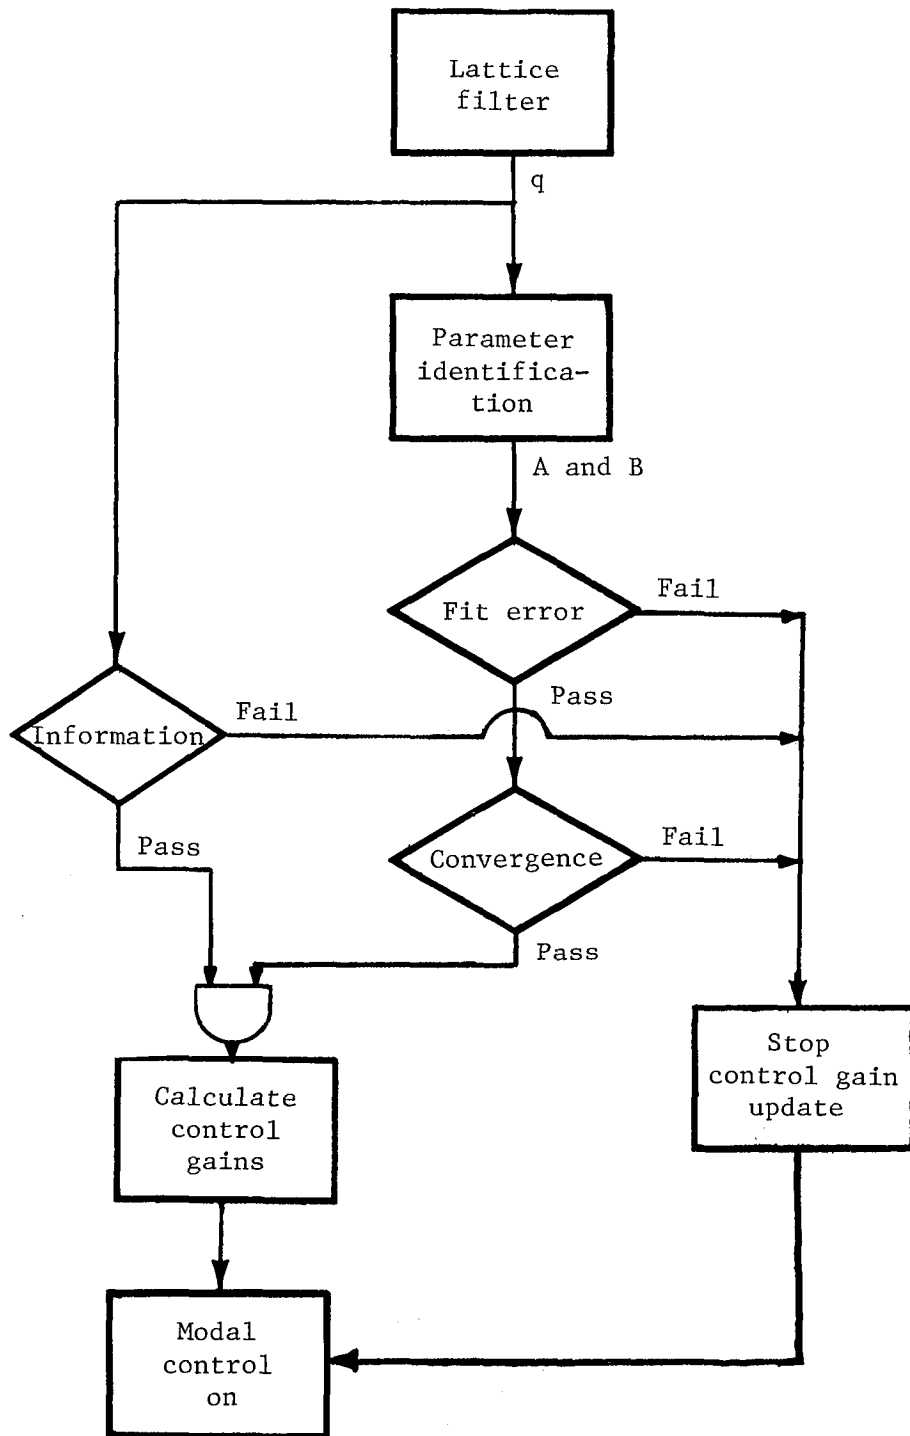 Lattice
filter
q
Parameter
identifica-
tion
A and B
Fit error
Fail
Pass
Information
Fail
Convergence
Fail
Pass
Pass
Calculate
control
gains
Stop
control gain
update
Modal
control
on